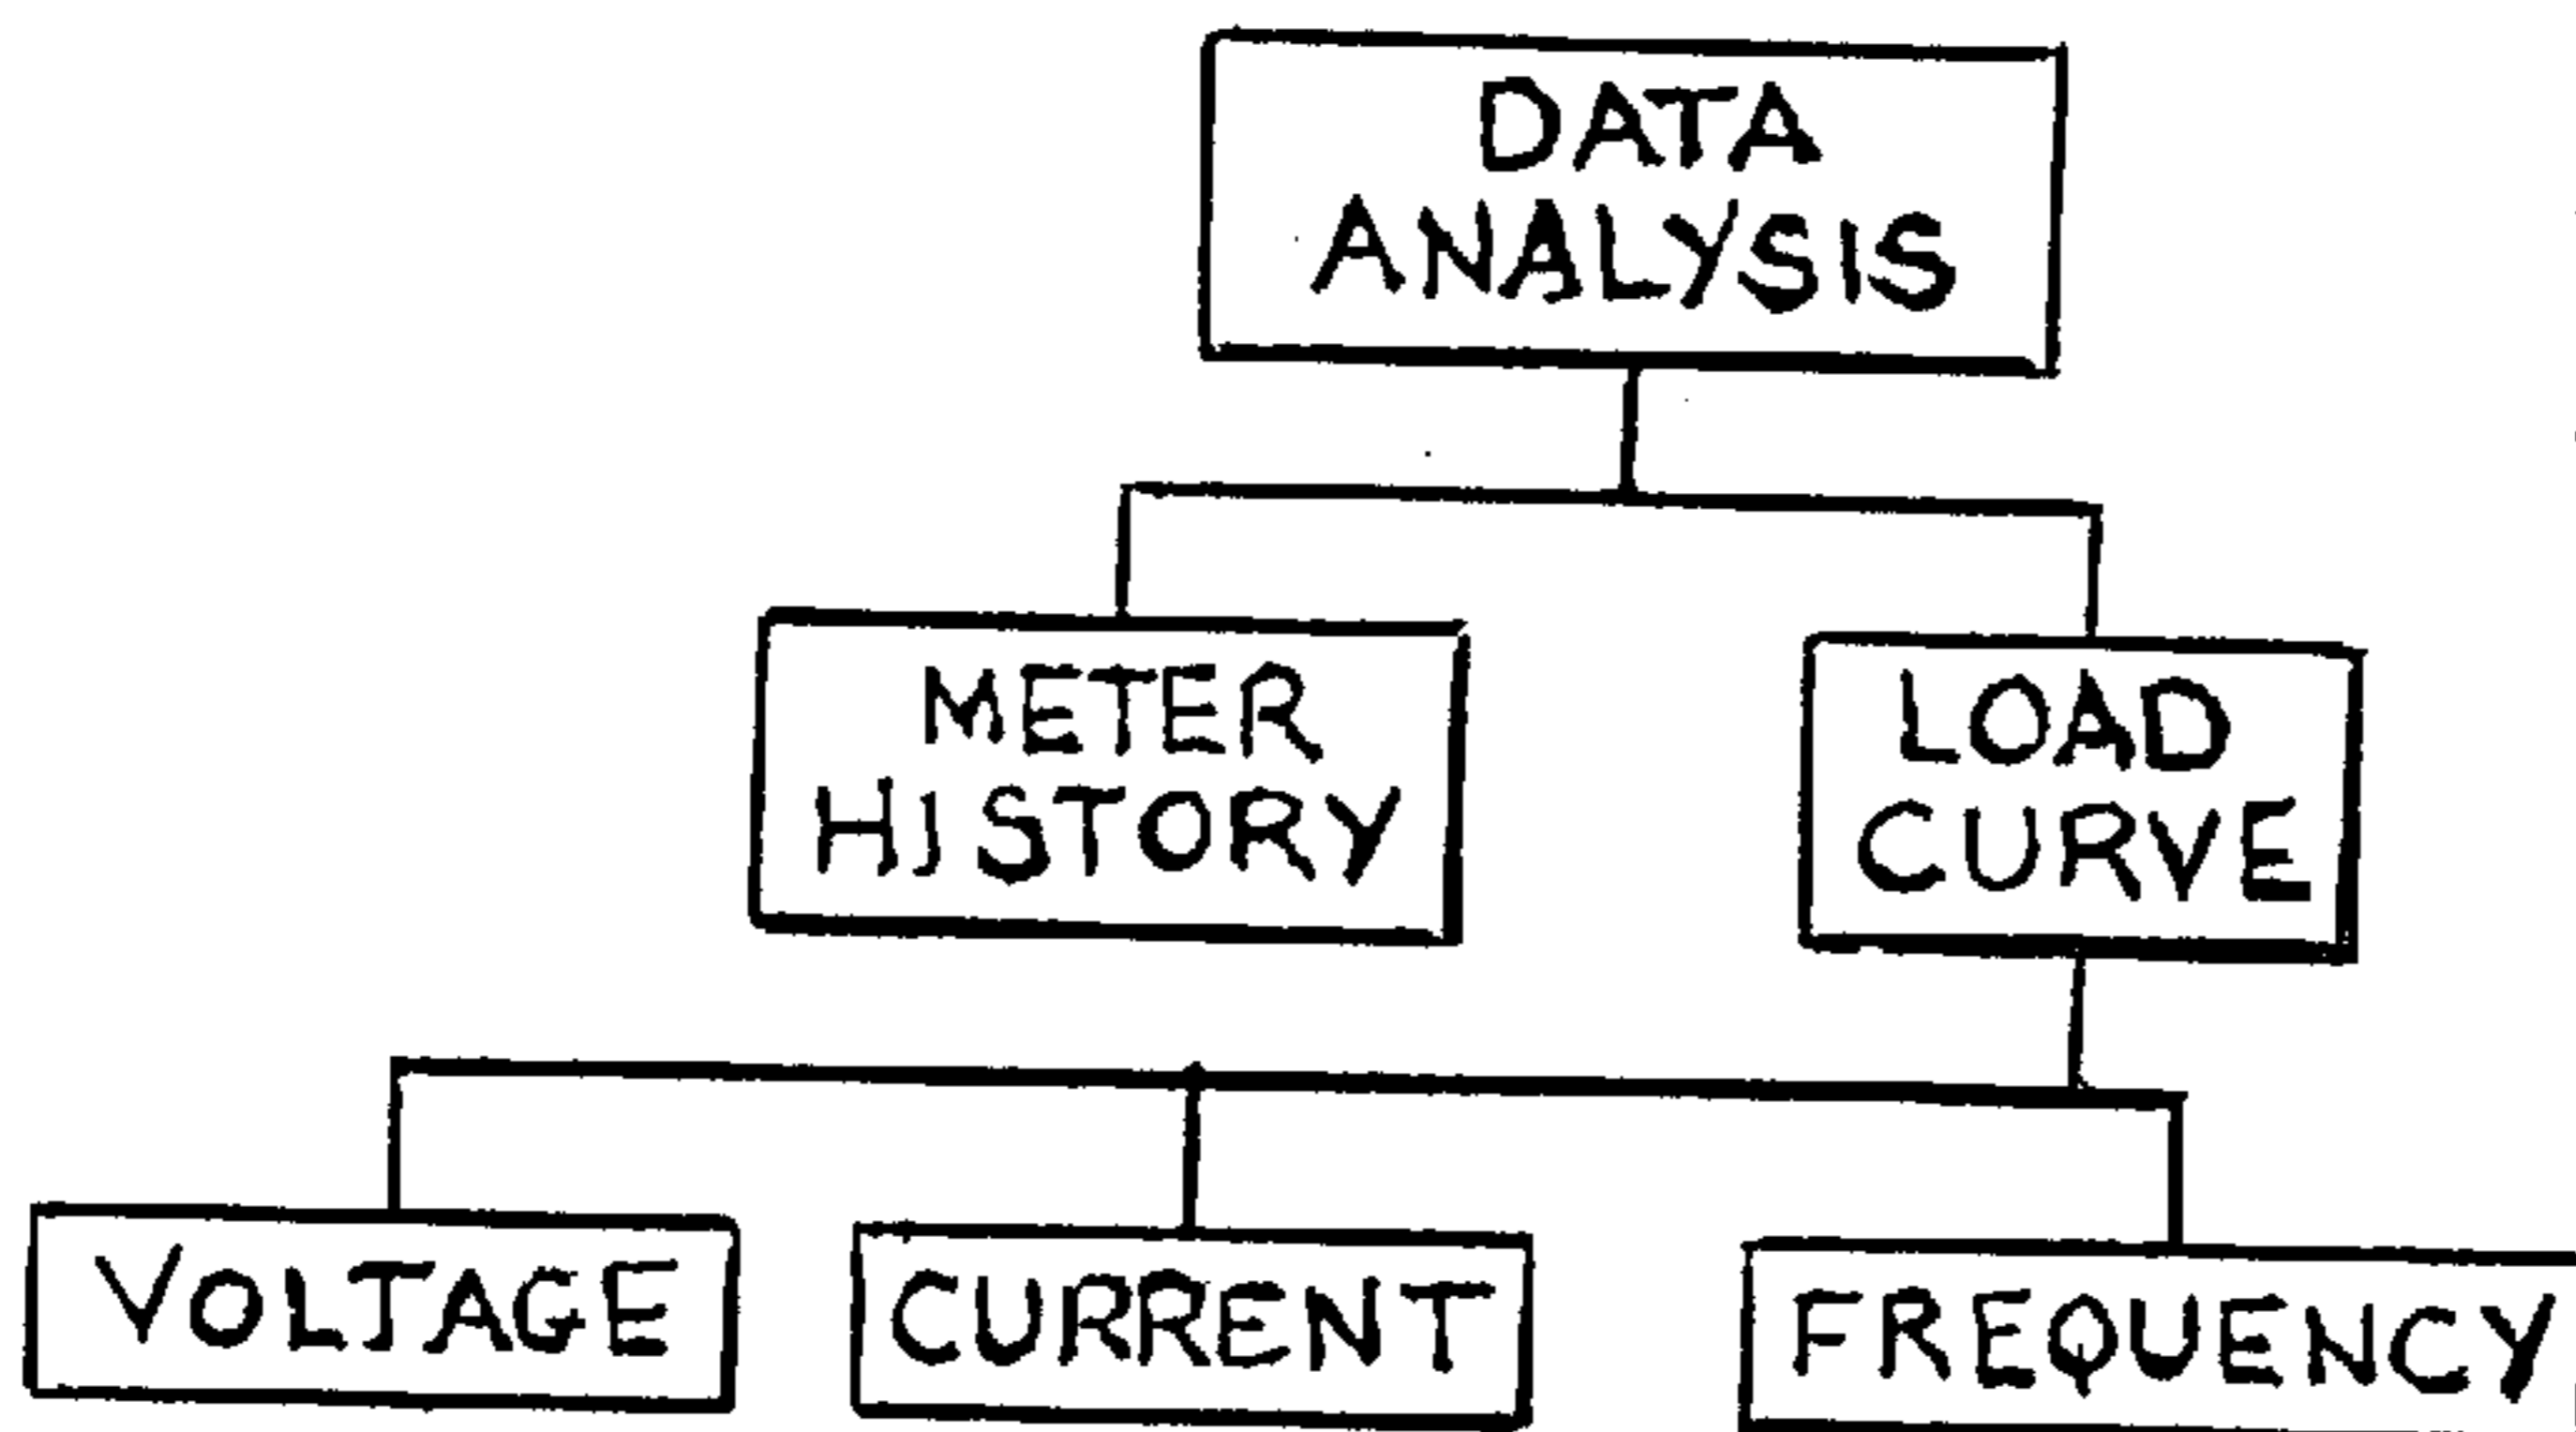 DATA
ANALYSIS
METER
HISTORY
LOAD
CURVE
VOLTAGE
CURRENT
FREQUENCY